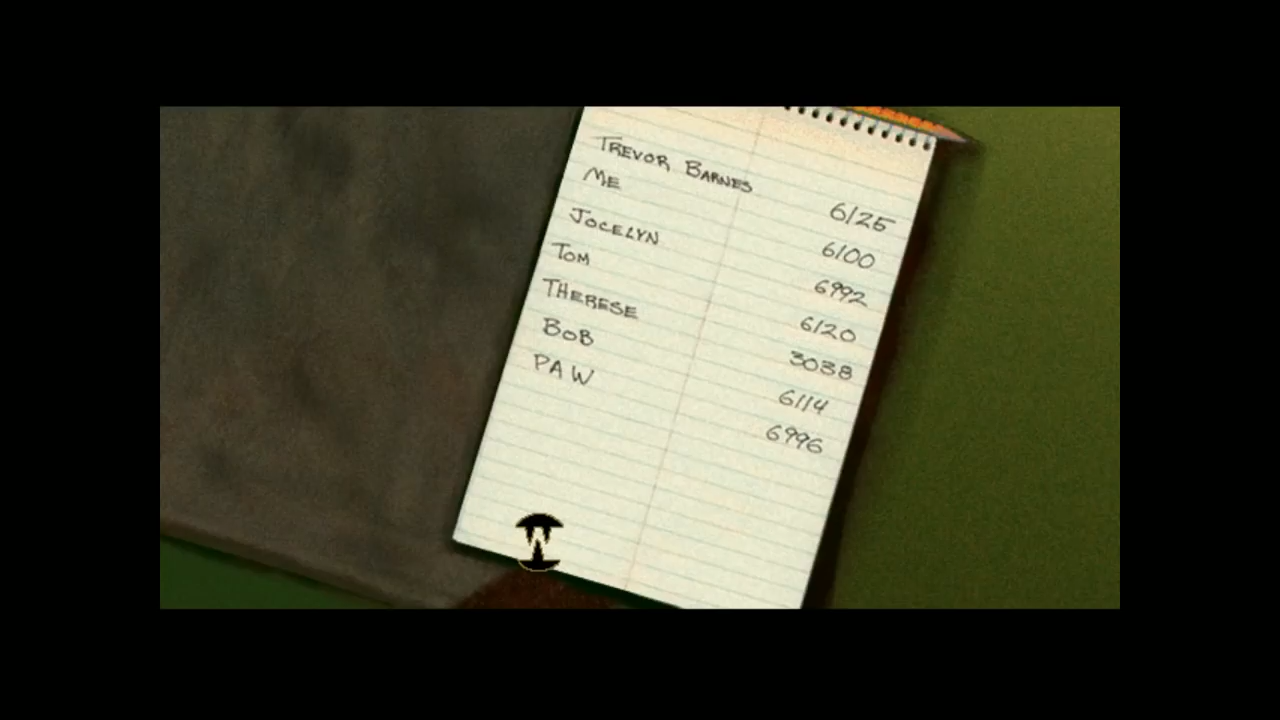 TREVOR BARNES 6125
ME 6100
JOCELYN 6992
TOM 6120
THERESE 3038
BOB 6114
PAW 6996